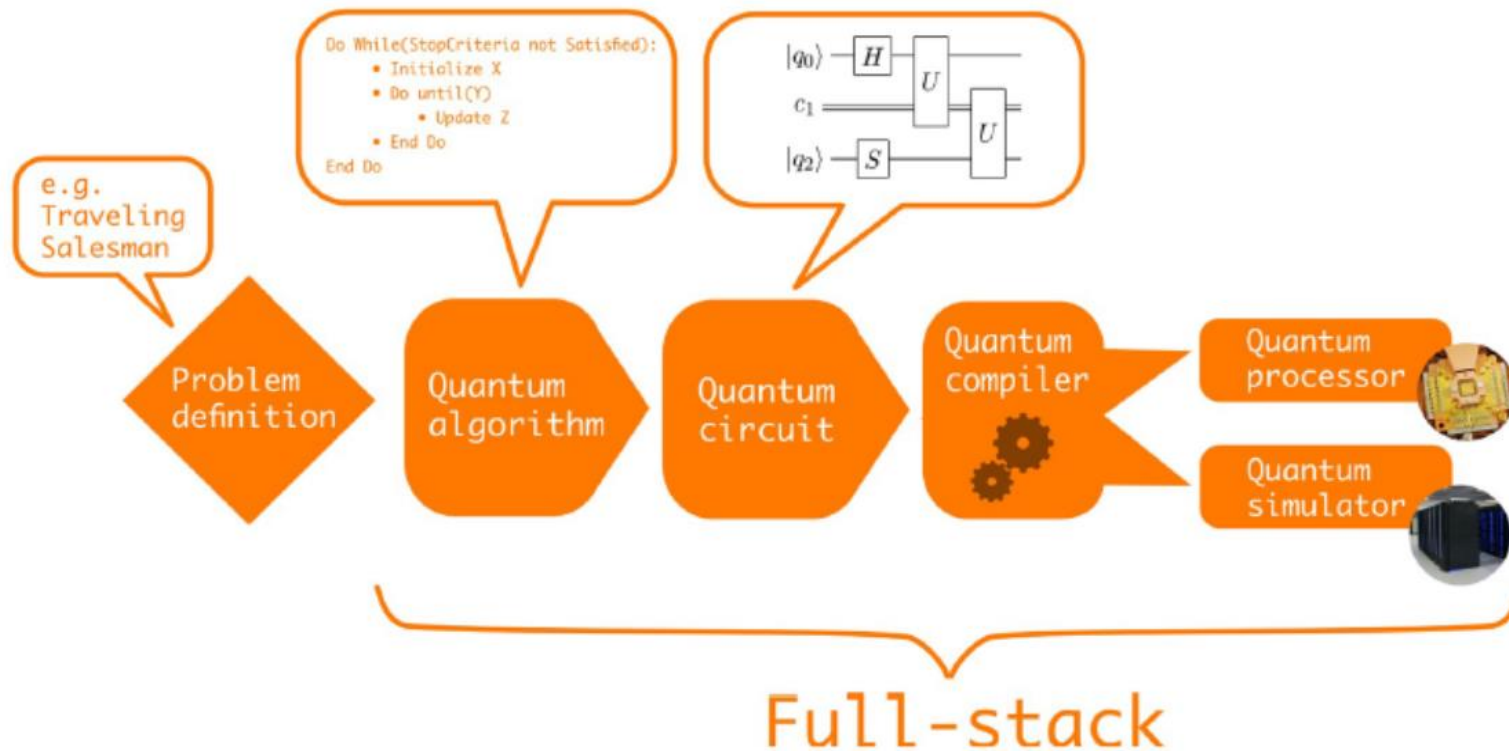 Do While(StopCriteria not Satisfied):
• Initialize X
• Do until(Y)
• Update Z
• End Do
End Do
|q₀⟩ H U
c₁ U
|q₂⟩ S
e.g.
Traveling
Salesman
Problem
definition
Quantum
algorithm
Quantum
circuit
Quantum
compiler
Quantum
processor
Quantum
simulator
Full-stack